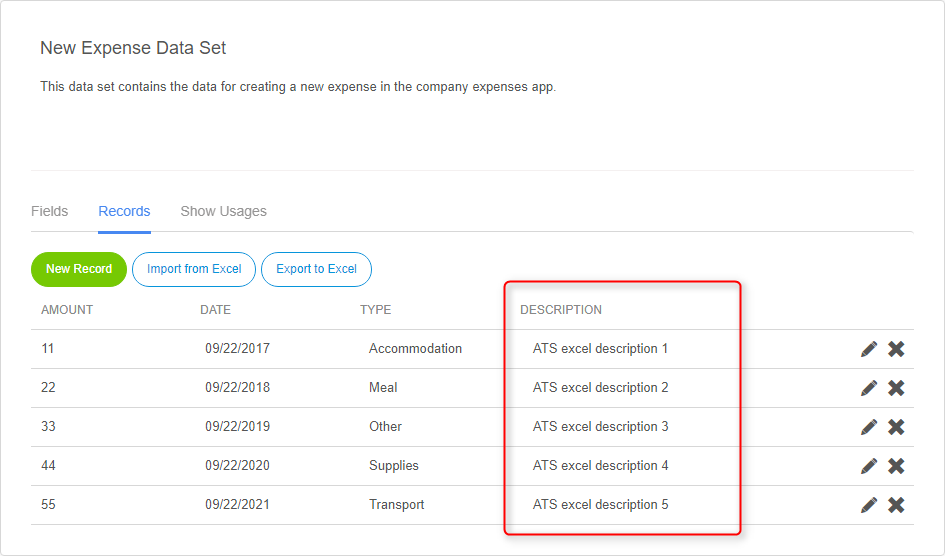 New Expense Data Set
This data set contains the data for creating a new expense in the company expenses app.
Fields Records Show Usages
New Record Import from Excel Export to Excel
AMOUNT DATE TYPE DESCRIPTION
11 09/22/2017 Accommodation ATS excel description 1
22 09/22/2018 Meal ATS excel description 2
33 09/22/2019 Other ATS excel description 3
44 09/22/2020 Supplies ATS excel description 4
55 09/22/2021 Transport ATS excel description 5